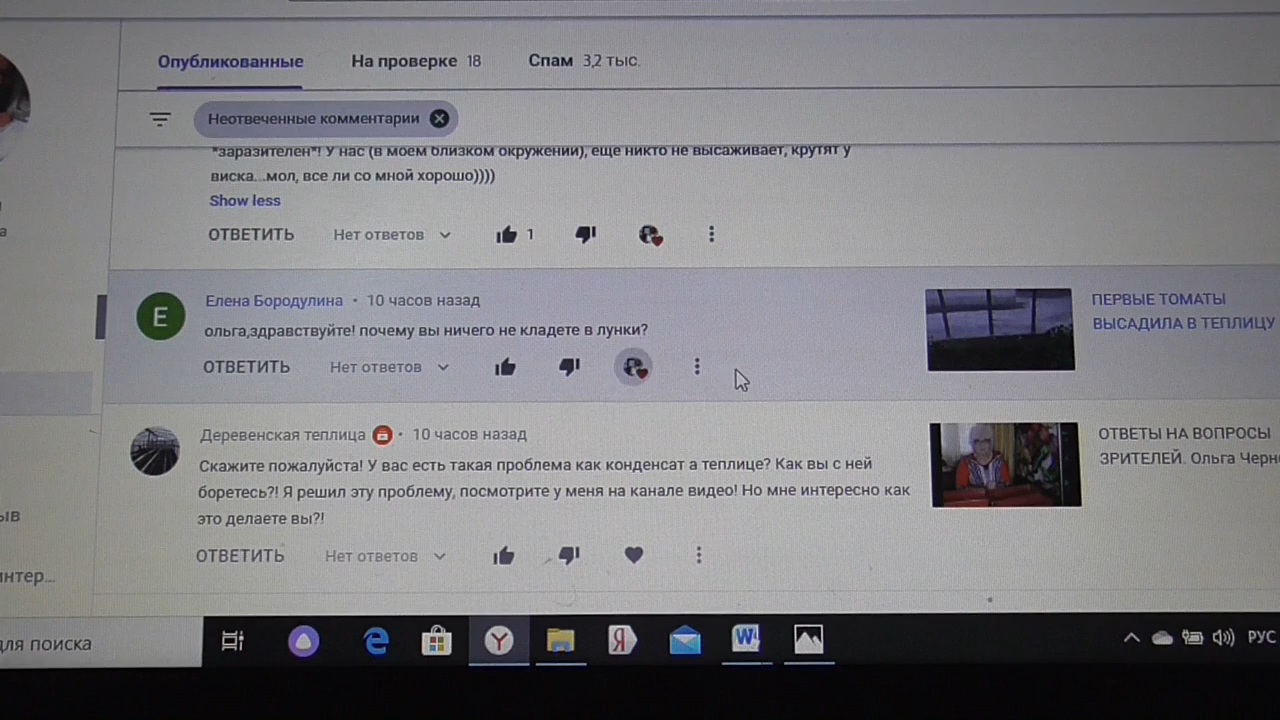 Опубликованные
На проверке 18
Спам 3,2 тыс.
Неотвеченные комментарии
*заразителен*! У нас (в моем близком окружении), еще никто не высаживает, крутят у
виска...мол, все ли со мной хорошо))))
Show less
ОТВЕТИТЬ Нет ответов 1
Е
Елена Бородулина • 10 часов назад
ольга,здравствуйте! почему вы ничего не кладете в лунки?
ОТВЕТИТЬ Нет ответов
ПЕРВЫЕ ТОМАТЫ
ВЫСАДИЛА В ТЕПЛИЦУ
Деревенская теплица • 10 часов назад
Скажите пожалуйста! У вас есть такая проблема как конденсат а теплице? Как вы с ней
боретесь?! Я решил эту проблему, посмотрите у меня на канале видео! Но мне интересно как
это делаете вы?!
ОТВЕТИТЬ Нет ответов
ОТВЕТЫ НА ВОПРОСЫ
ЗРИТЕЛЕЙ. Ольга Черно
ыв
интер...
для поиска
РУС